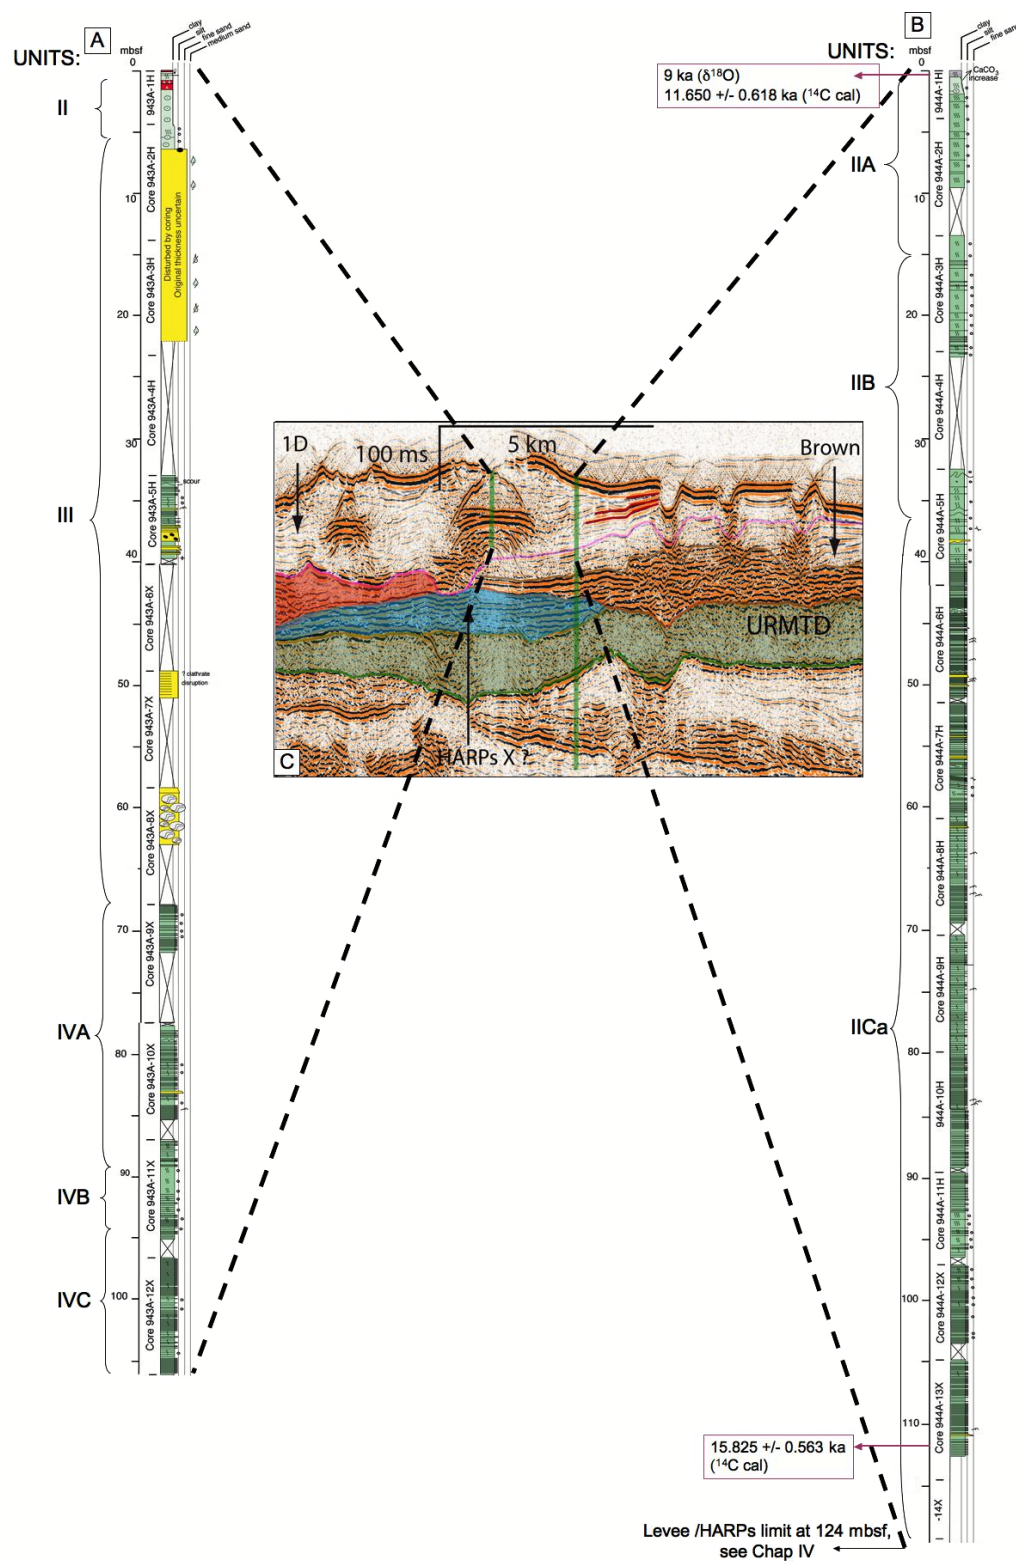 UNITS: A mbsf clay silt fine sand medium sand
0
II
III
IVA
IVB
IVC
943A-1H
Core 943A-2H
Core 943A-3H
Core 943A-4H
Core 943A-5H
Core 943A-6X
Core 943A-7X
Core 943A-8X
Core 943A-9X
Core 943A-10X
Core 943A-11X
Core 943A-12X
10
20
30
40
50
60
70
80
90
100
Disturbed by coring
Original thickness uncertain
scour
? clathrate
disruption
1D
100 ms
5 km
Brown
URMTD
HARPs X ?
C
UNITS: B mbsf clay silt fine sand
0
CaCO3
increase
9 ka (δ18O)
11.650 +/- 0.618 ka (14C cal)
IIA
IIB
IICa
944A-1H
Core 944A-2H
Core 944A-3H
Core 944A-4H
Core 944A-5H
Core 944A-6H
Core 944A-7H
Core 944A-8H
Core 944A-9H
944A-10H
Core 944A-11H
Core 944A-12X
Core 944A-13X
-14X
10
20
30
40
50
60
70
80
90
100
110
15.825 +/- 0.563 ka
(14C cal)
Levee /HARPs limit at 124 mbsf,
see Chap IV